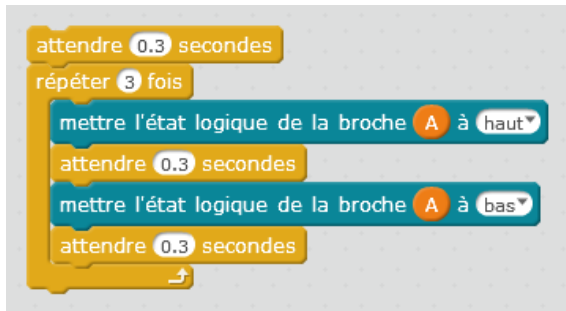 attendre 0.3 secondes
répéter 3 fois
mettre l'état logique de la broche A à haut
attendre 0.3 secondes
mettre l'état logique de la broche A à bas
attendre 0.3 secondes